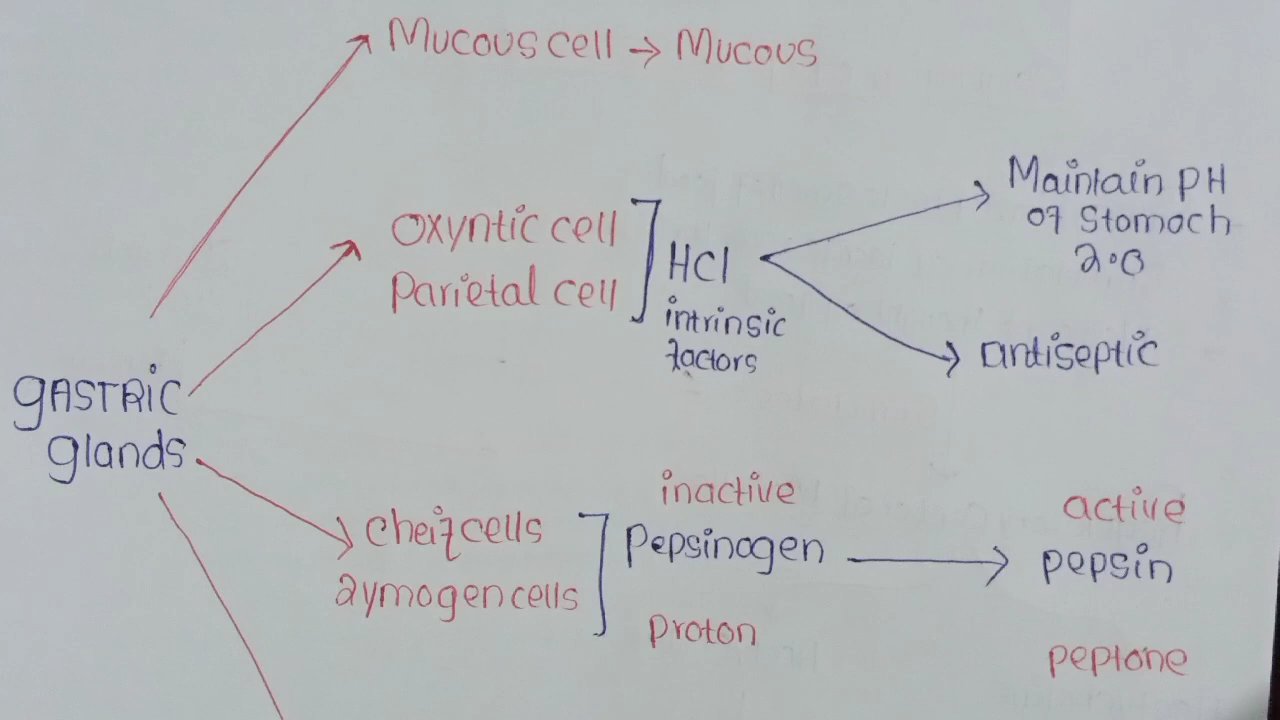 Mucous cell → Mucous
Oxyntic cell
Parietal cell
HCl
intrinsic
factors
Maintain PH
of Stomach
2.0
antiseptic
GASTRIC
glands
Cheif cells
Zymogen cells
inactive
Pepsinogen
Proton
active
pepsin
peptone